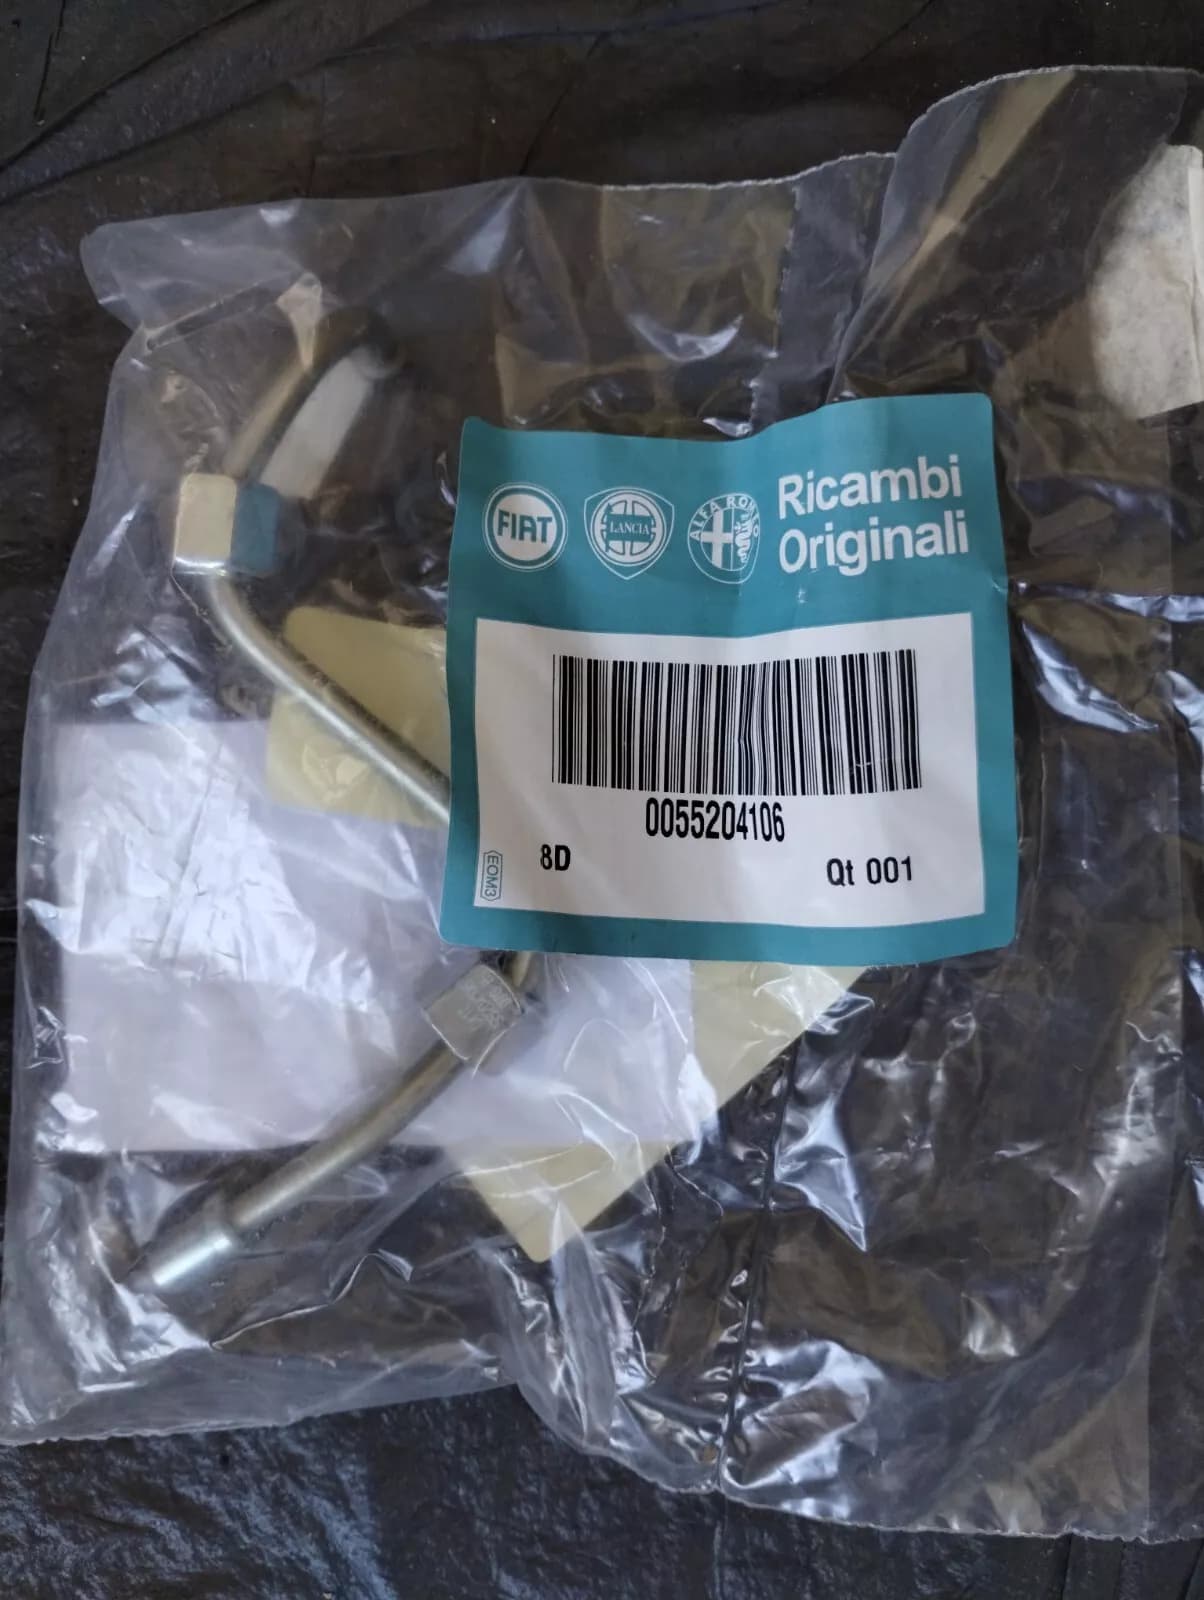 FIAT
LANCIA
ALFA ROMEO
Ricambi
Originali
0055204106
8D
Qt 001
EOM3